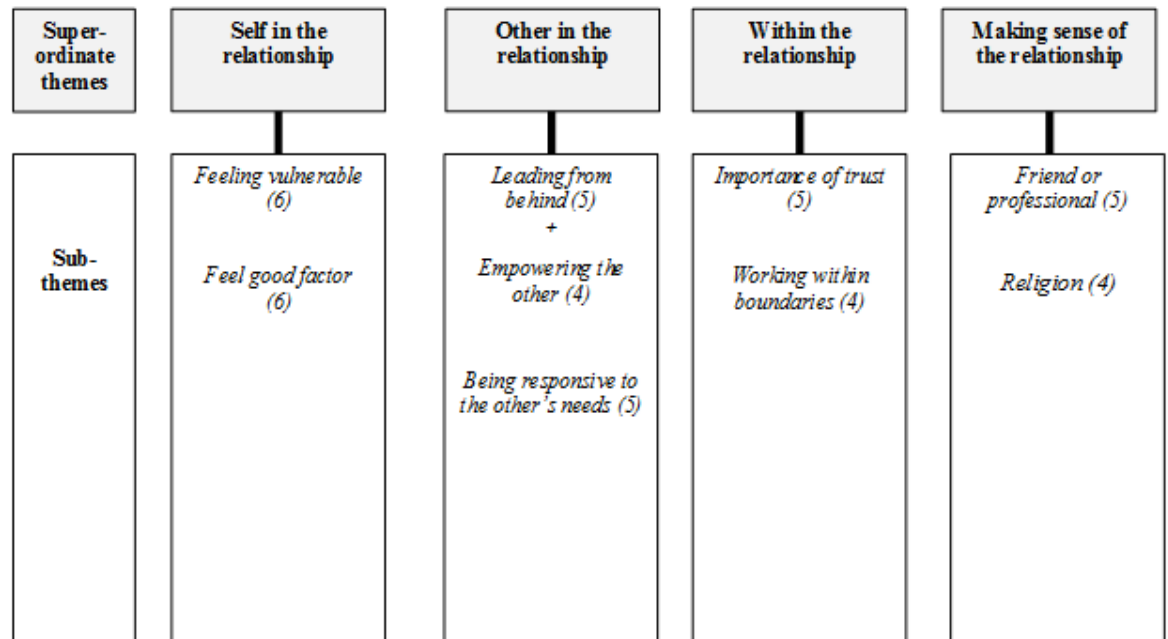 Super-
ordinate
themes
Self in the
relationship
Other in the
relationship
Within the
relationship
Making sense of
the relationship
Sub-
themes
Feeling vulnerable
(6)
Feel good factor
(6)
Leading from
behind (5)
+
Empowering the
other (4)
Being responsive to
the other's needs (5)
Importance of trust
(5)
Working within
boundaries (4)
Friend or
professional (5)
Religion (4)